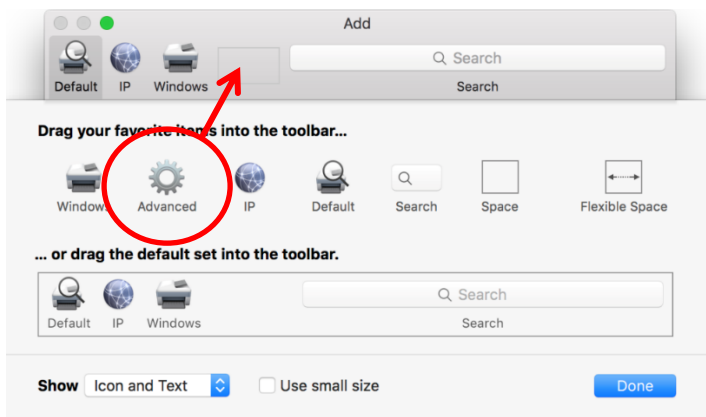 Add
Search
Default IP Windows Search
Drag your favorite items into the toolbar...
Windows Advanced IP Default Search Space Flexible Space
... or drag the default set into the toolbar.
Search
Default IP Windows Search
Show Icon and Text Use small size Done